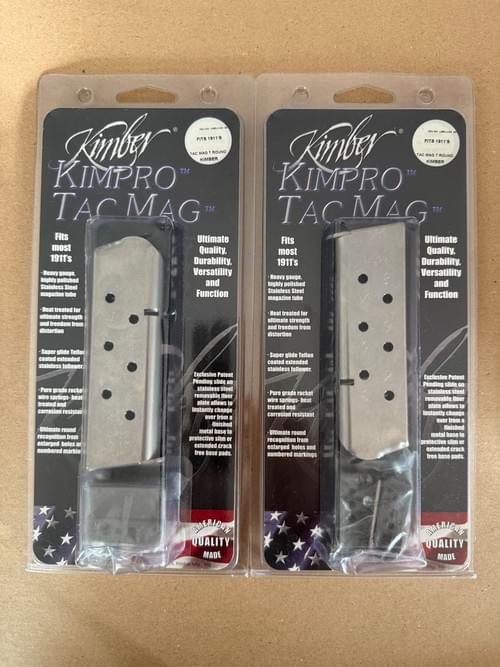 Kimber®
KIMPRO™
TAC MAG™
FITS 1911'S
TAC MAG 7 ROUND
KIMBER
Fits
most
1911's
· Heavy gauge,
highly polished
Stainless Steel
magazine tube
· Heat treated for
ultimate strength
and freedom from
distortion
· Super glide Teflon
coated extended
stainless follower.
· Pure grade rocket
wire springs- heat
treated and
corrosion resistant
· Ultimate round
recognition from
enlarged holes and
numbered markings
Ultimate
Quality,
Durability,
Versatility
and
Function
Exclusive Patent
Pending slide on
stainless Steel
removable floor
plate allows to
instantly change
over from a
finished
metal base to
protective slim or
extended crack
free base pads.
AMERICAN
QUALITY
MADE
Kimber®
KIMPRO™
TAC MAG™
FITS 1911'S
TAC MAG 7 ROUND
KIMBER
Fits
most
1911's
· Heavy gauge,
highly polished
Stainless Steel
magazine tube
· Heat treated for
ultimate strength
and freedom from
distortion
· Super glide Teflon
coated extended
stainless follower.
· Pure grade rocket
wire springs- heat
treated and
corrosion resistant
· Ultimate round
recognition from
enlarged holes and
numbered markings
Ultimate
Quality,
Durability,
Versatility
and
Function
Exclusive Patent
Pending slide on
stainless Steel
removable floor
plate allows to
instantly change
over from a
finished
metal base to
protective slim or
extended crack
free base pads.
AMERICAN
QUALITY
MADE